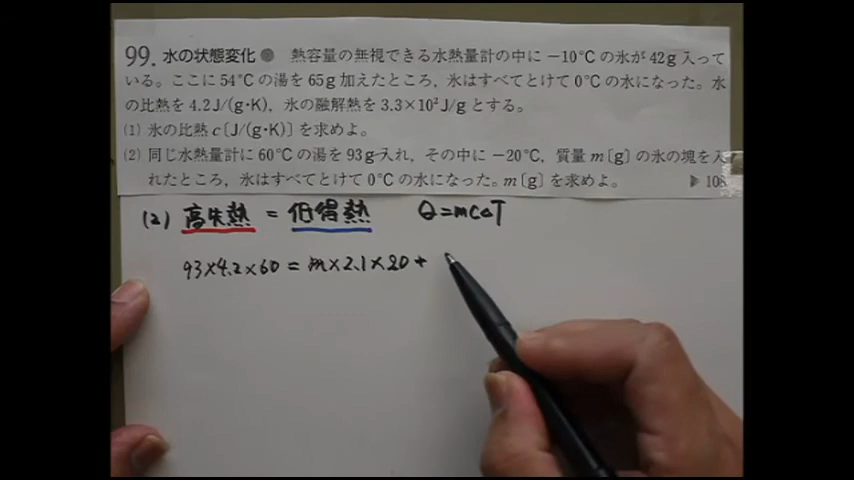 99. 水の状態変化 ● 熱容量の無視できる水熱量計の中に −10℃の氷が 42g 入って
いる。ここに 54℃の湯を 65g 加えたところ，氷はすべてとけて 0℃の水になった。水
の比熱を 4.2J/(g・K)，氷の融解熱を 3.3×10² J/g とする。
(1) 氷の比熱 c〔J/(g・K)〕を求めよ。
(2) 同じ水熱量計に 60℃の湯を 93g 入れ，その中に −20℃，質量 m〔g〕の氷の塊を入
れたところ，氷はすべてとけて 0℃の水になった。m〔g〕を求めよ。 ▶ 108
(2) 高失熱 = 低得熱 Q=mcΔT
93×4.2×60 = m×2.1×20+